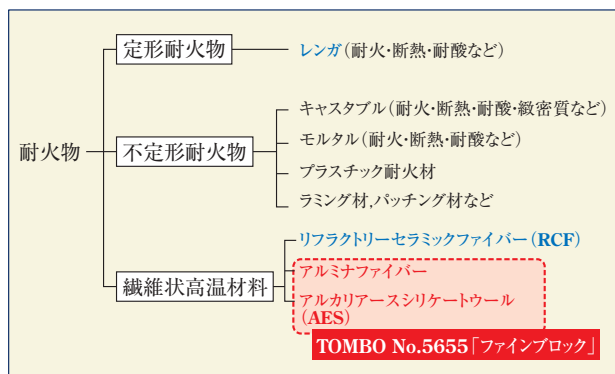 定形耐火物
レンガ(耐火・断熱・耐酸など)
耐火物
不定形耐火物
キャスタブル(耐火・断熱・耐酸・緻密質など)
モルタル(耐火・断熱・耐酸など)
プラスチック耐火材
ラミング材,パッチング材など
繊維状高温材料
リフラクトリーセラミックファイバー(RCF)
アルミナファイバー
アルカリアースシリケートウール
(AES)
TOMBO No.5655「ファインブロック」